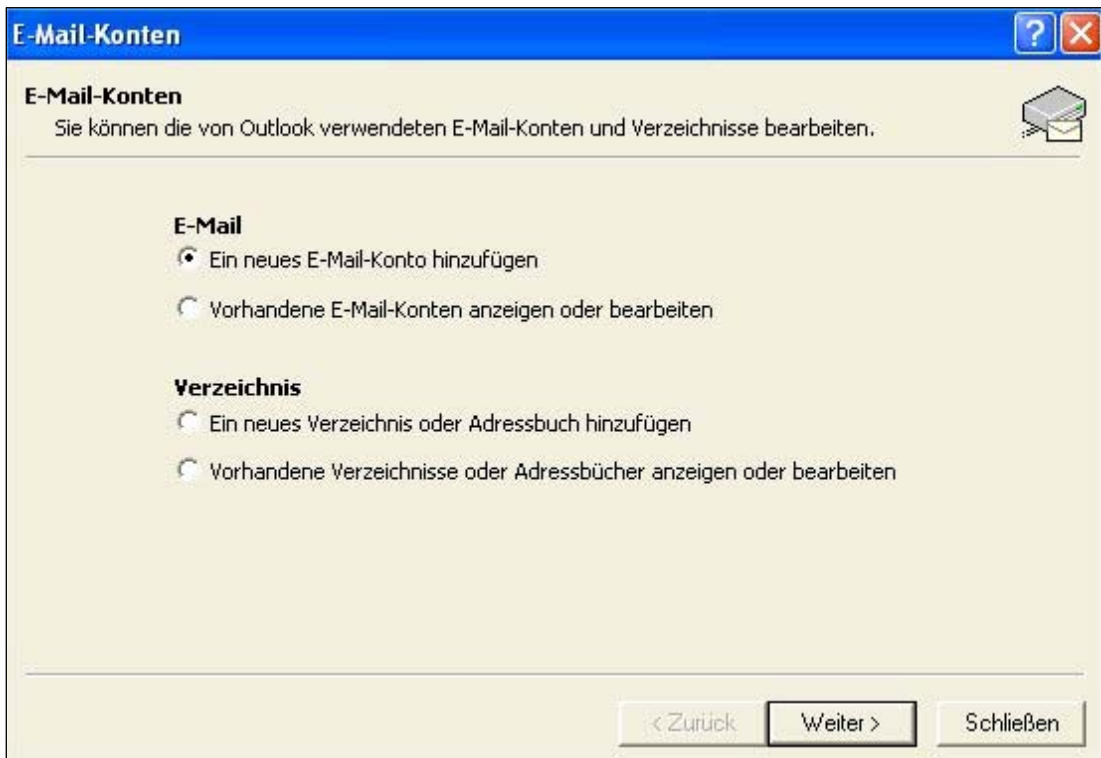 E-Mail-Konten
E-Mail-Konten
Sie können die von Outlook verwendeten E-Mail-Konten und Verzeichnisse bearbeiten.
E-Mail
Ein neues E-Mail-Konto hinzufügen
Vorhandene E-Mail-Konten anzeigen oder bearbeiten
Verzeichnis
Ein neues Verzeichnis oder Adressbuch hinzufügen
Vorhandene Verzeichnisse oder Adressbücher anzeigen oder bearbeiten
< Zurück Weiter > Schließen